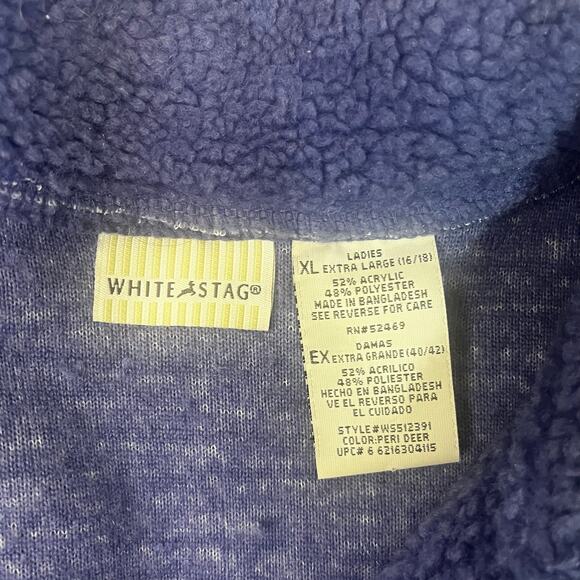 WHITE STAG®
LADIES
XL EXTRA LARGE (16/18)
52% ACRYLIC
48% POLYESTER
MADE IN BANGLADESH
SEE REVERSE FOR CARE
RN#52469
DAMAS
EX EXTRA GRANDE (40/42)
52% ACRILICO
48% POLIESTER
HECHO EN BANGLADESH
VE EL REVERSO PARA
EL CUIDADO
STYLE#WS512391
COLOR:PERI DEER
UPC# 6 6216304115